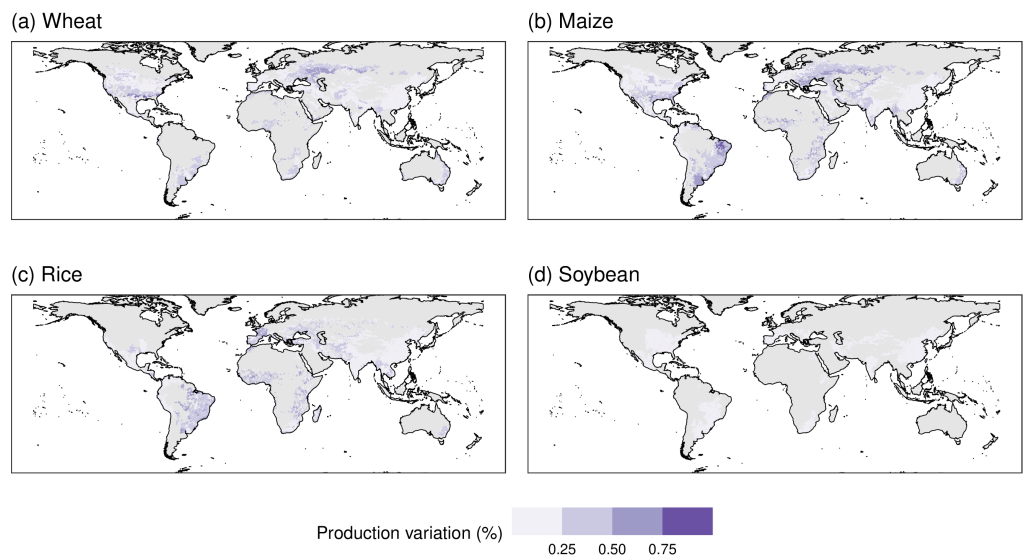 (a) Wheat
(b) Maize
(c) Rice
(d) Soybean
Production variation (%)
0.25 0.50 0.75